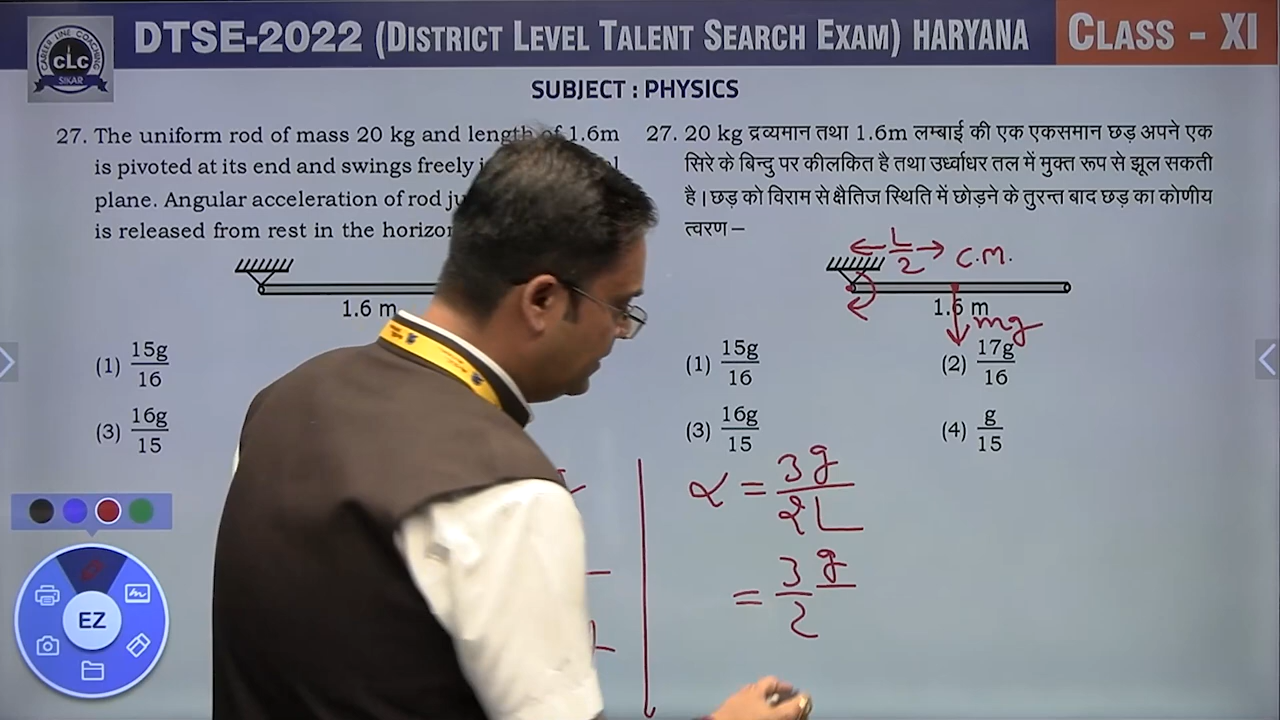 CAREER LINE COACHING
CLC
SIKAR
DTSE-2022 (DISTRICT LEVEL TALENT SEARCH EXAM) HARYANA
CLASS - XI
SUBJECT : PHYSICS
27. The uniform rod of mass 20 kg and length of 1.6m
is pivoted at its end and swings freely
plane. Angular acceleration of rod
is released from rest in the
1.6 m
(1) 15g/16
(3) 16g/15
27. 20 kg द्रव्यमान तथा 1.6m लम्बाई की एक एकसमान छड़ अपने एक
सिरे के बिन्दु पर कीलकित है तथा उर्ध्वाधर तल में मुक्त रूप से झूल सकती
है। छड़ को विराम से क्षैतिज स्थिति में छोड़ने के तुरन्त बाद छड़ का कोणीय
त्वरण –
L/2 C.M.
1.6 m
mg
(1) 15g/16 (2) 17g/16
(3) 16g/15 (4) g/15
α = 3g/2L
= 3/2 g
EZ